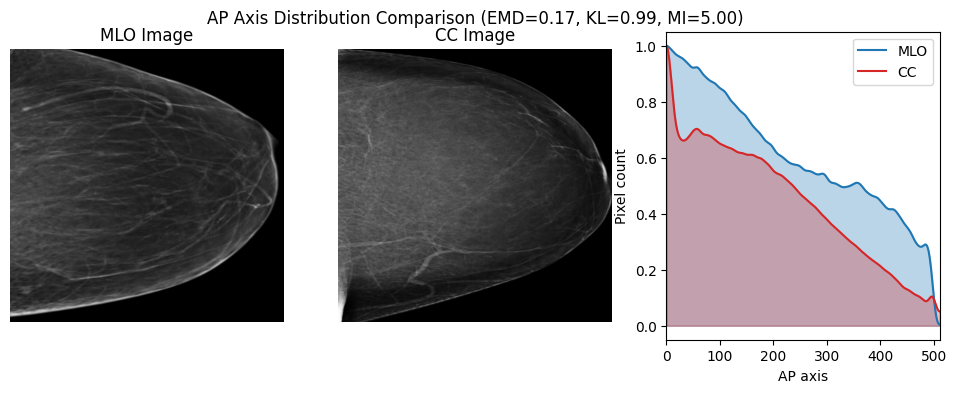 AP Axis Distribution Comparison (EMD=0.17, KL=0.99, MI=5.00)
MLO Image
CC Image
MLO
CC
Pixel count
1.0
0.8
0.6
0.4
0.2
0.0
0 100 200 300 400 500
AP axis